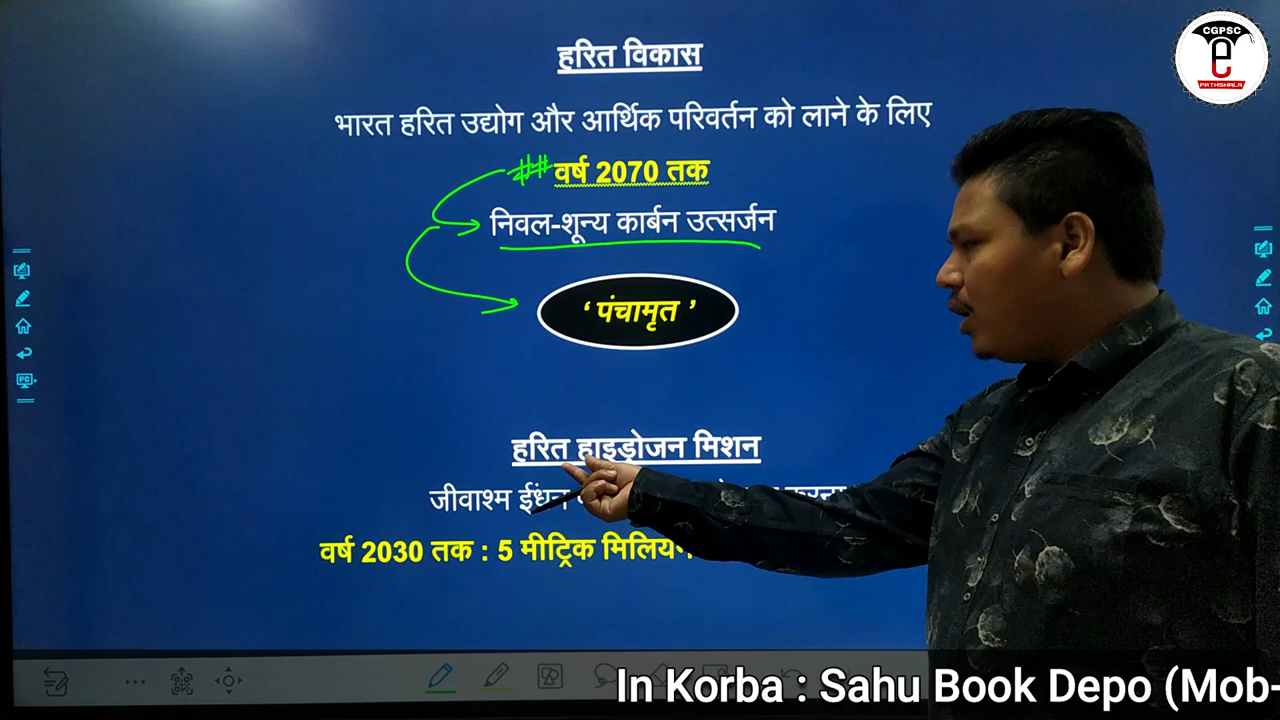 CGPSC
e
PATHSHALA
हरित विकास
भारत हरित उद्योग और आर्थिक परिवर्तन को लाने के लिए
## वर्ष 2070 तक
निवल-शून्य कार्बन उत्सर्जन
‘ पंचामृत ’
हरित हाइड्रोजन मिशन
जीवाश्म ईंधन करना
वर्ष 2030 तक : 5 मीट्रिक मिलियन
In Korba : Sahu Book Depo (Mob-